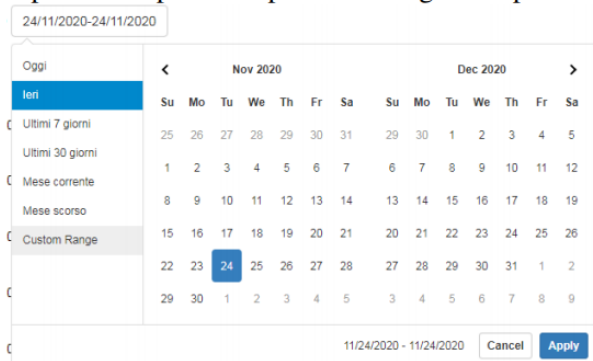 24/11/2020-24/11/2020
Oggi
Ieri
Ultimi 7 giorni
Ultimi 30 giorni
Mese corrente
Mese scorso
Custom Range
Nov 2020
Su Mo Tu We Th Fr Sa
25 26 27 28 29 30 31
1 2 3 4 5 6 7
8 9 10 11 12 13 14
15 16 17 18 19 20 21
22 23 24 25 26 27 28
29 30 1 2 3 4 5
Dec 2020
Su Mo Tu We Th Fr Sa
29 30 1 2 3 4 5
6 7 8 9 10 11 12
13 14 15 16 17 18 19
20 21 22 23 24 25 26
27 28 29 30 31 1 2
3 4 5 6 7 8 9
11/24/2020 - 11/24/2020 Cancel Apply